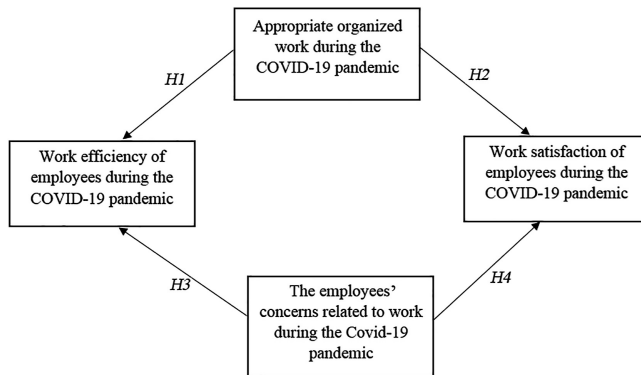 Appropriate organized
work during the
COVID-19 pandemic
H1
H2
Work efficiency of
employees during the
COVID-19 pandemic
Work satisfaction of
employees during the
COVID-19 pandemic
H3
H4
The employees’
concerns related to work
during the Covid-19
pandemic